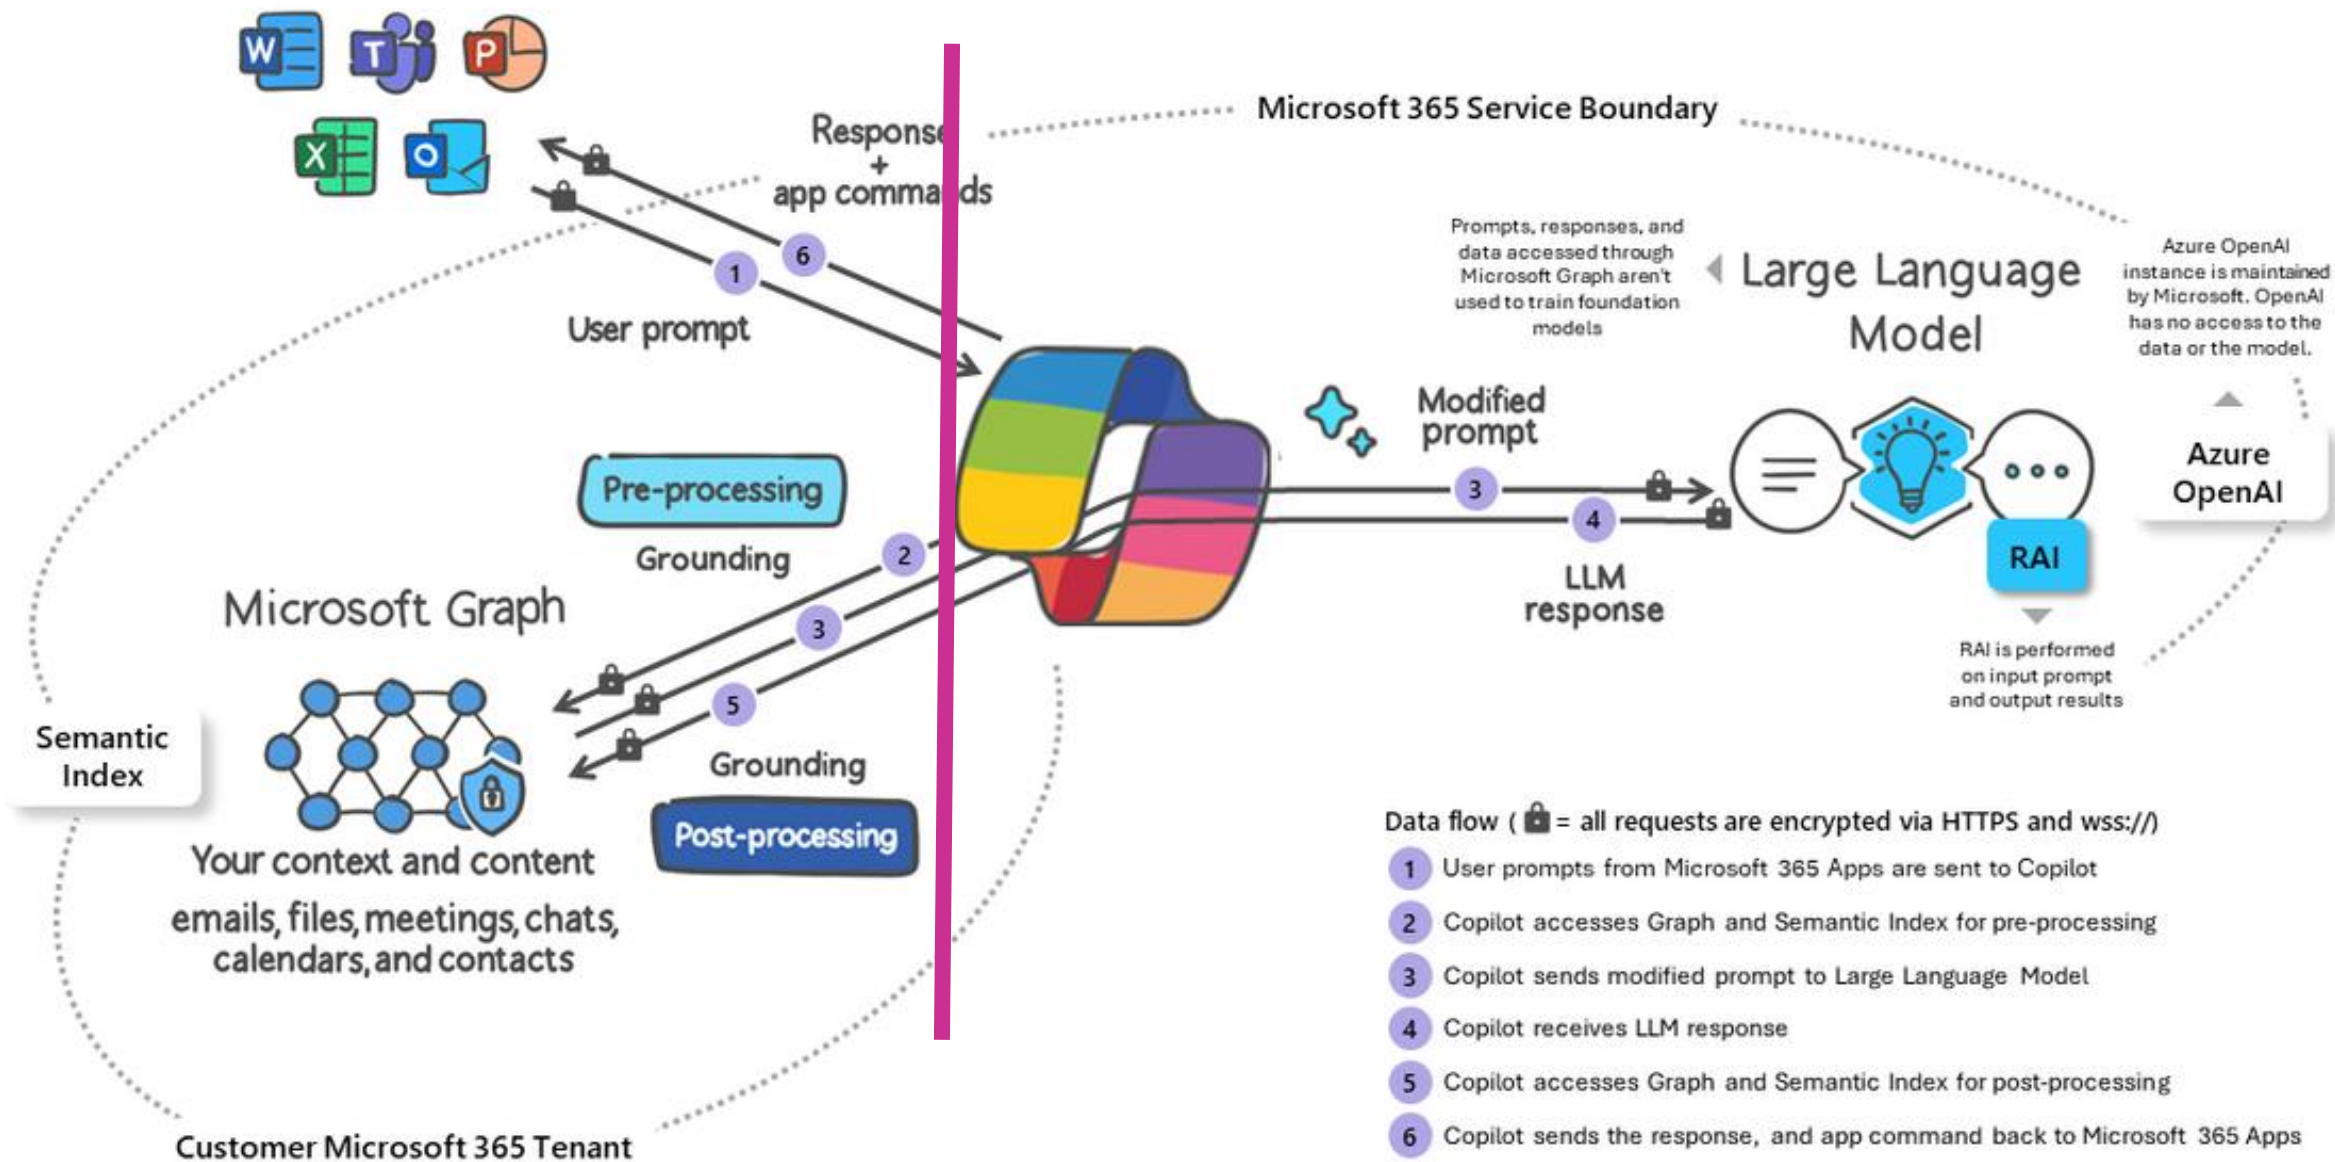 W
T
P
X
O
Response
+
app commands
Microsoft 365 Service Boundary
1
6
User prompt
Prompts, responses, and
data accessed through
Microsoft Graph aren't
used to train foundation
models
Large Language
Model
Azure OpenAI
instance is maintained
by Microsoft. OpenAI
has no access to the
data or the model.
Modified
prompt
3
4
LLM
response
Azure
OpenAI
RAI
RAI is performed
on input prompt
and output results
Pre-processing
Grounding
2
3
5
Microsoft Graph
Semantic
Index
Grounding
Post-processing
Your context and content
emails, files, meetings, chats,
calendars, and contacts
Customer Microsoft 365 Tenant
Data flow ( = all requests are encrypted via HTTPS and wss://)
1 User prompts from Microsoft 365 Apps are sent to Copilot
2 Copilot accesses Graph and Semantic Index for pre-processing
3 Copilot sends modified prompt to Large Language Model
4 Copilot receives LLM response
5 Copilot accesses Graph and Semantic Index for post-processing
6 Copilot sends the response, and app command back to Microsoft 365 Apps